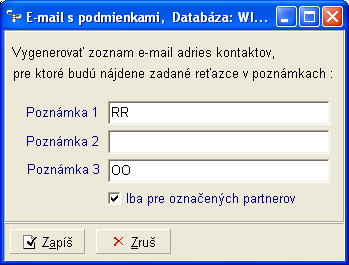 E-mail s podmienkami, Databáza: WI...
Vygenerovať zoznam e-mail adries kontaktov,
pre ktoré budú nájdene zadané reťazce v poznámkach :
Poznámka 1 RR
Poznámka 2
Poznámka 3 OO
Iba pre označených partnerov
Zapíš Zruš